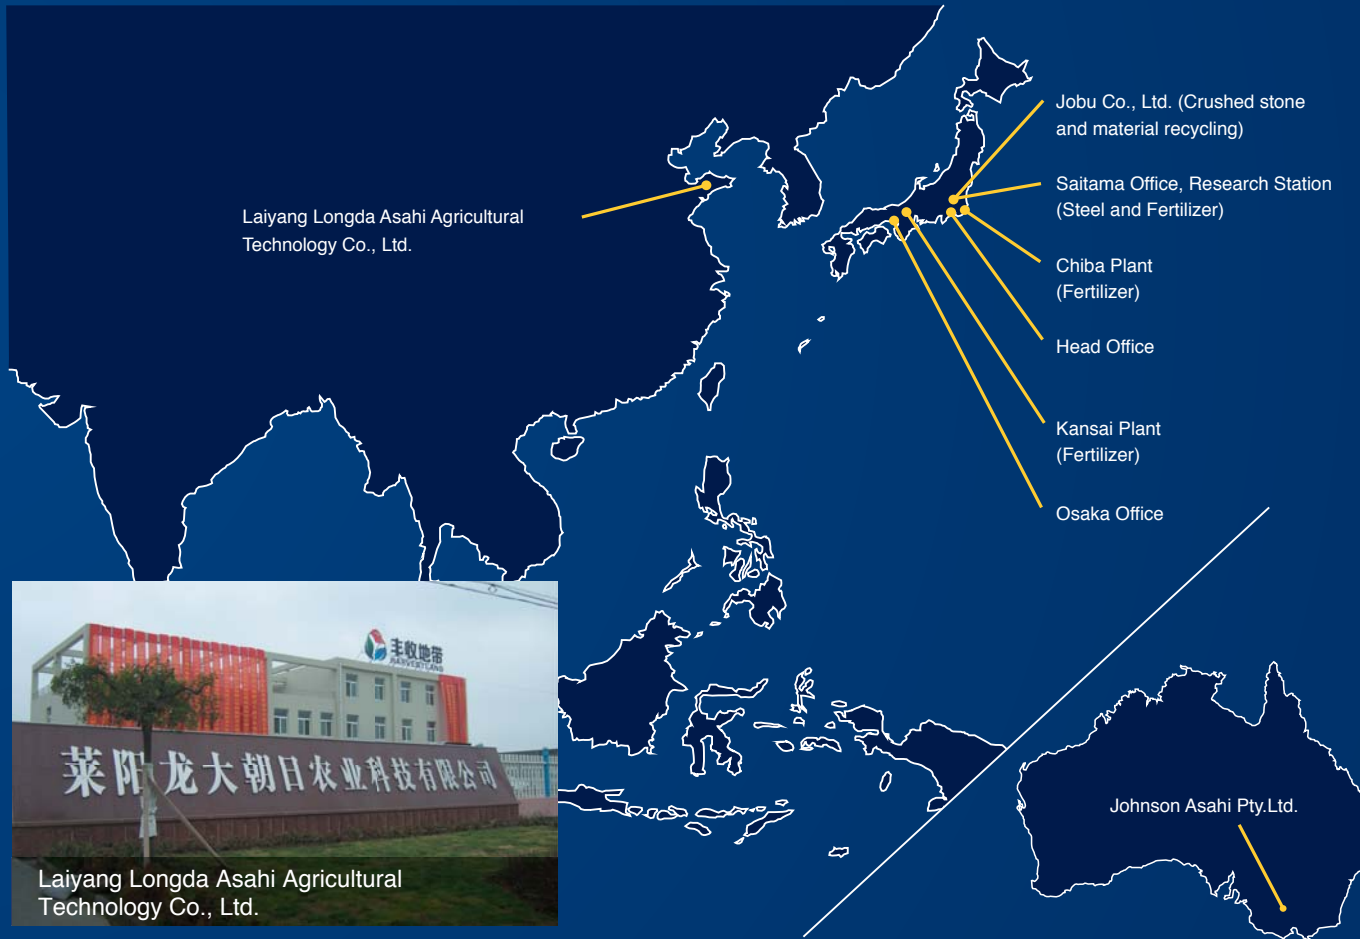 Jobu Co., Ltd. (Crushed stone
and material recycling)
Saitama Office, Research Station
(Steel and Fertilizer)
Laiyang Longda Asahi Agricultural
Technology Co., Ltd.
Chiba Plant
(Fertilizer)
Head Office
Kansai Plant
(Fertilizer)
Osaka Office
丰收地带
HARVESTLAND
莱阳龙大朝日农业科技有限公司
Johnson Asahi Pty.Ltd.
Laiyang Longda Asahi Agricultural
Technology Co., Ltd.